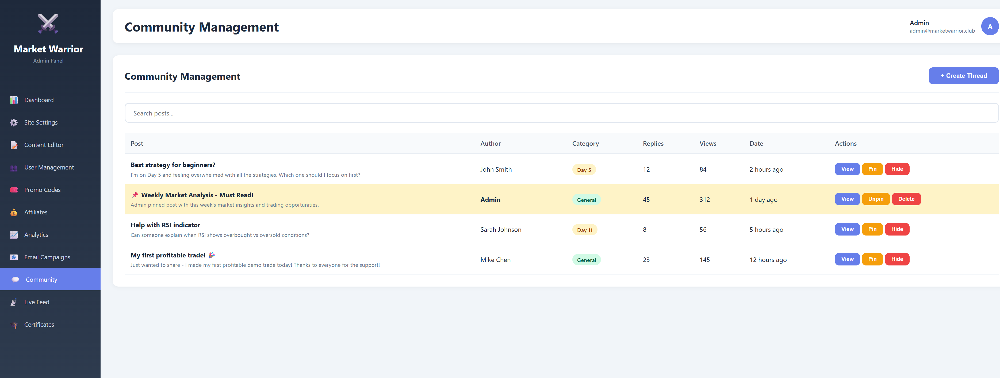 Market Warrior
Admin Panel
Dashboard
Site Settings
Content Editor
User Management
Promo Codes
Affiliates
Analytics
Email Campaigns
Community
Live Feed
Certificates
Community Management
Admin
admin@marketwarrior.club
A
Community Management
+ Create Thread
Search posts...
Post Author Category Replies Views Date Actions
Best strategy for beginners?
I'm on Day 5 and feeling overwhelmed with all the strategies. Which one should I focus on first?
John Smith Day 5 12 84 2 hours ago View Pin Hide
📌 Weekly Market Analysis - Must Read!
Admin pinned post with this week's market insights and trading opportunities.
Admin General 45 312 1 day ago View Unpin Delete
Help with RSI indicator
Can someone explain when RSI shows overbought vs oversold conditions?
Sarah Johnson Day 11 8 56 5 hours ago View Pin Hide
My first profitable trade! 🎉
Just wanted to share - I made my first profitable demo trade today! Thanks to everyone for the support!
Mike Chen General 23 145 12 hours ago View Pin Hide